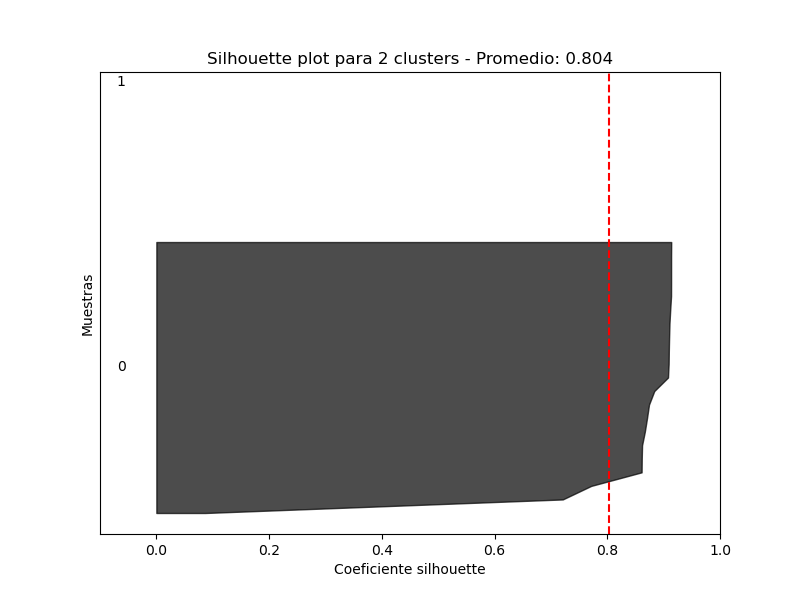 Silhouette plot para 2 clusters - Promedio: 0.804
1
0
Muestras
0.0 0.2 0.4 0.6 0.8 1.0
Coeficiente silhouette